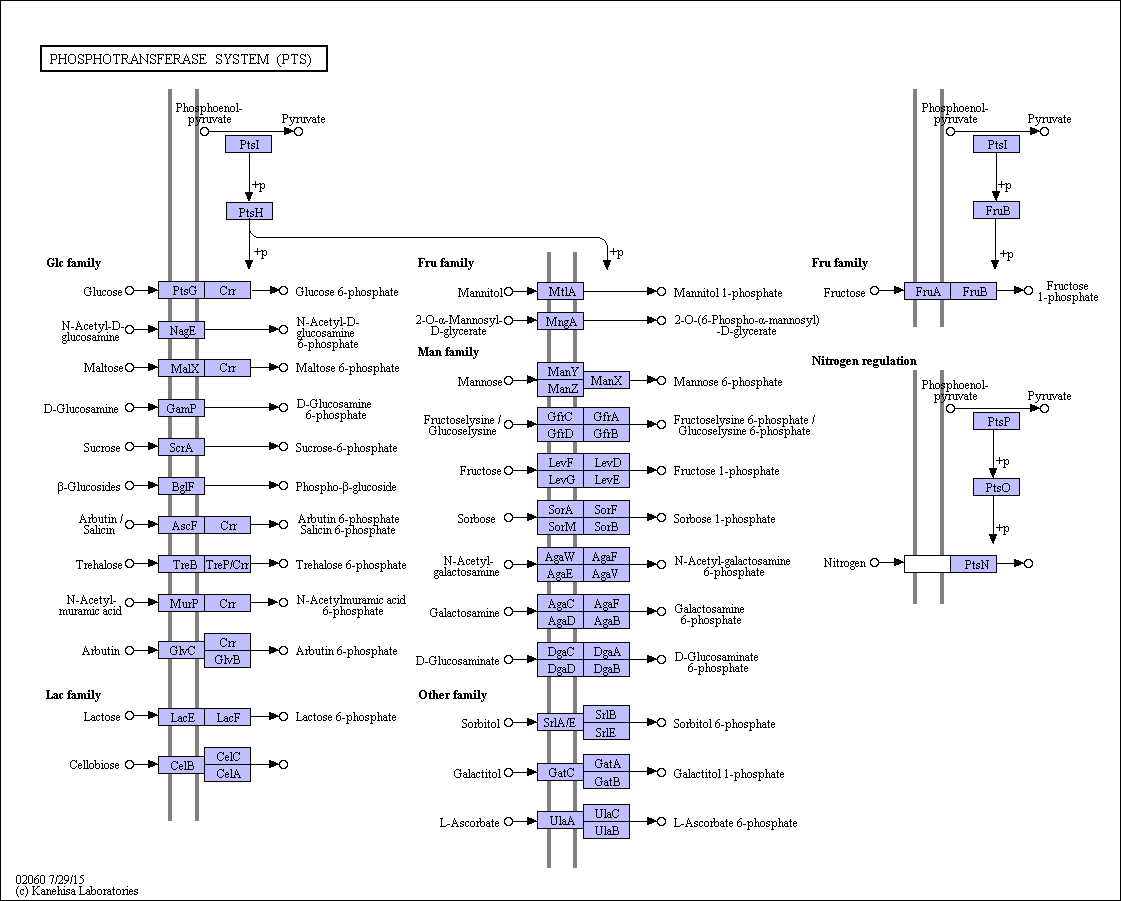 PHOSPHOTRANSFERASE SYSTEM (PTS)
Phosphoenol-
pyruvate
Pyruvate
PtsI
+p
PtsH
+p
+p
Glc family
Glucose
PtsG
Crr
Glucose 6-phosphate
N-Acetyl-D-
glucosamine
NagE
N-Acetyl-D-
glucosamine
6-phosphate
Maltose
MalX
Crr
Maltose 6-phosphate
D-Glucosamine
GamP
D-Glucosamine
6-phosphate
Sucrose
ScrA
Sucrose-6-phosphate
β-Glucosides
BglF
Phospho-β-glucoside
Arbutin /
Salicin
AscF
Crr
Arbutin 6-phosphate
Salicin 6-phosphate
Trehalose
TreB
TreP/Crr
Trehalose 6-phosphate
N-Acetyl-
muramic acid
MurP
Crr
N-Acetylmuramic acid
6-phosphate
Arbutin
GlvC
Crr
GlvB
Arbutin 6-phosphate
Lac family
Lactose
LacE
LacF
Lactose 6-phosphate
Cellobiose
CelB
CelC
CelA
Fru family
Mannitol
MtlA
Mannitol 1-phosphate
2-O-α-Mannosyl-
D-glycerate
MngA
2-O-(6-Phospho-α-mannosyl)
-D-glycerate
Man family
Mannose
ManY
ManZ
ManX
Mannose 6-phosphate
Fructoselysine /
Glucoselysine
GfrC
GfrA
GfrD
GfrB
Fructoselysine 6-phosphate /
Glucoselysine 6-phosphate
Fructose
LevF
LevD
LevG
LevE
Fructose 1-phosphate
Sorbose
SorA
SorF
SorM
SorB
Sorbose 1-phosphate
N-Acetyl-
galactosamine
AgaW
AgaF
AgaE
AgaV
N-Acetyl-galactosamine
6-phosphate
Galactosamine
AgaC
AgaF
AgaD
AgaB
Galactosamine
6-phosphate
D-Glucosaminate
DgaC
DgaA
DgaD
DgaB
D-Glucosaminate
6-phosphate
Other family
Sorbitol
SrlA/E
SrlB
SrlE
Sorbitol 6-phosphate
Galactitol
GatC
GatA
GatB
Galactitol 1-phosphate
L-Ascorbate
UlaA
UlaC
UlaB
L-Ascorbate 6-phosphate
Phosphoenol-
pyruvate
Pyruvate
PtsI
+p
FruB
+p
Fru family
Fructose
FruA
FruB
Fructose
1-phosphate
Nitrogen regulation
Phosphoenol-
pyruvate
Pyruvate
PtsP
+p
PtsO
+p
Nitrogen
PtsN
02060 7/29/15
(c) Kanehisa Laboratories